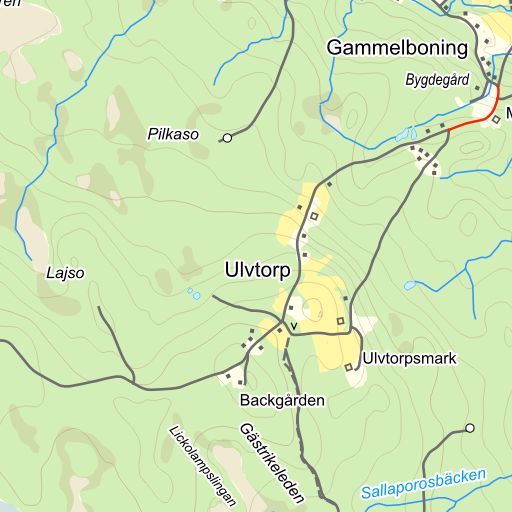 Gammelboning
Bygdegård
Pilkaso
Ulvtorp
Lajso
v
Ulvtorpsmark
Backgården
Lickolampslingan
Gästrikeleden
Sallaporosbäcken